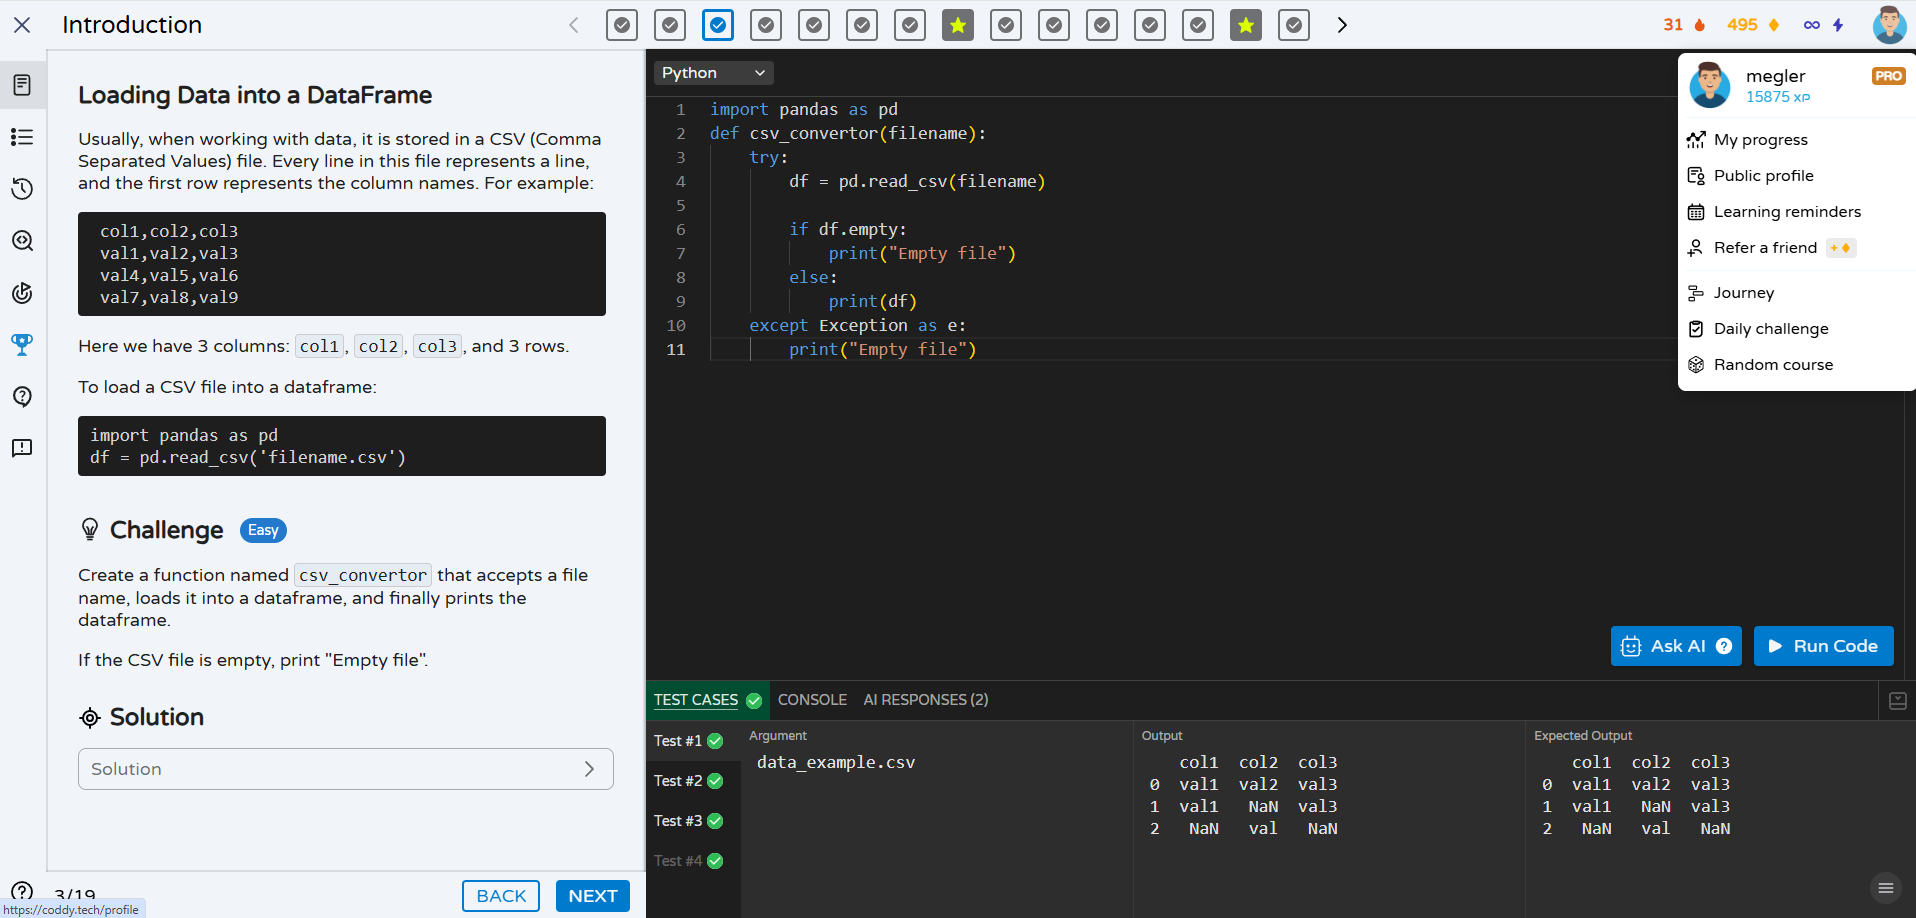 Introduction
31
495
∞
Loading Data into a DataFrame
Usually, when working with data, it is stored in a CSV (Comma
Separated Values) file. Every line in this file represents a line,
and the first row represents the column names. For example:
col1,col2,col3
val1,val2,val3
val4,val5,val6
val7,val8,val9
Here we have 3 columns: col1, col2, col3, and 3 rows.
To load a CSV file into a dataframe:
import pandas as pd
df = pd.read_csv('filename.csv')
Challenge Easy
Create a function named csv_convertor that accepts a file
name, loads it into a dataframe, and finally prints the
dataframe.
If the CSV file is empty, print "Empty file".
Solution
Solution
3/19
BACK
NEXT
https://coddy.tech/profile
Python
1 import pandas as pd
2 def csv_convertor(filename):
3 try:
4 df = pd.read_csv(filename)
5
6 if df.empty:
7 print("Empty file")
8 else:
9 print(df)
10 except Exception as e:
11 print("Empty file")
megler PRO
15875 XP
My progress
Public profile
Learning reminders
Refer a friend +
Journey
Daily challenge
Random course
Ask AI ?
Run Code
TEST CASES CONSOLE AI RESPONSES (2)
Test #1
Test #2
Test #3
Test #4
Argument
data_example.csv
Output
col1 col2 col3
0 val1 val2 val3
1 val1 NaN val3
2 NaN val NaN
Expected Output
col1 col2 col3
0 val1 val2 val3
1 val1 NaN val3
2 NaN val NaN